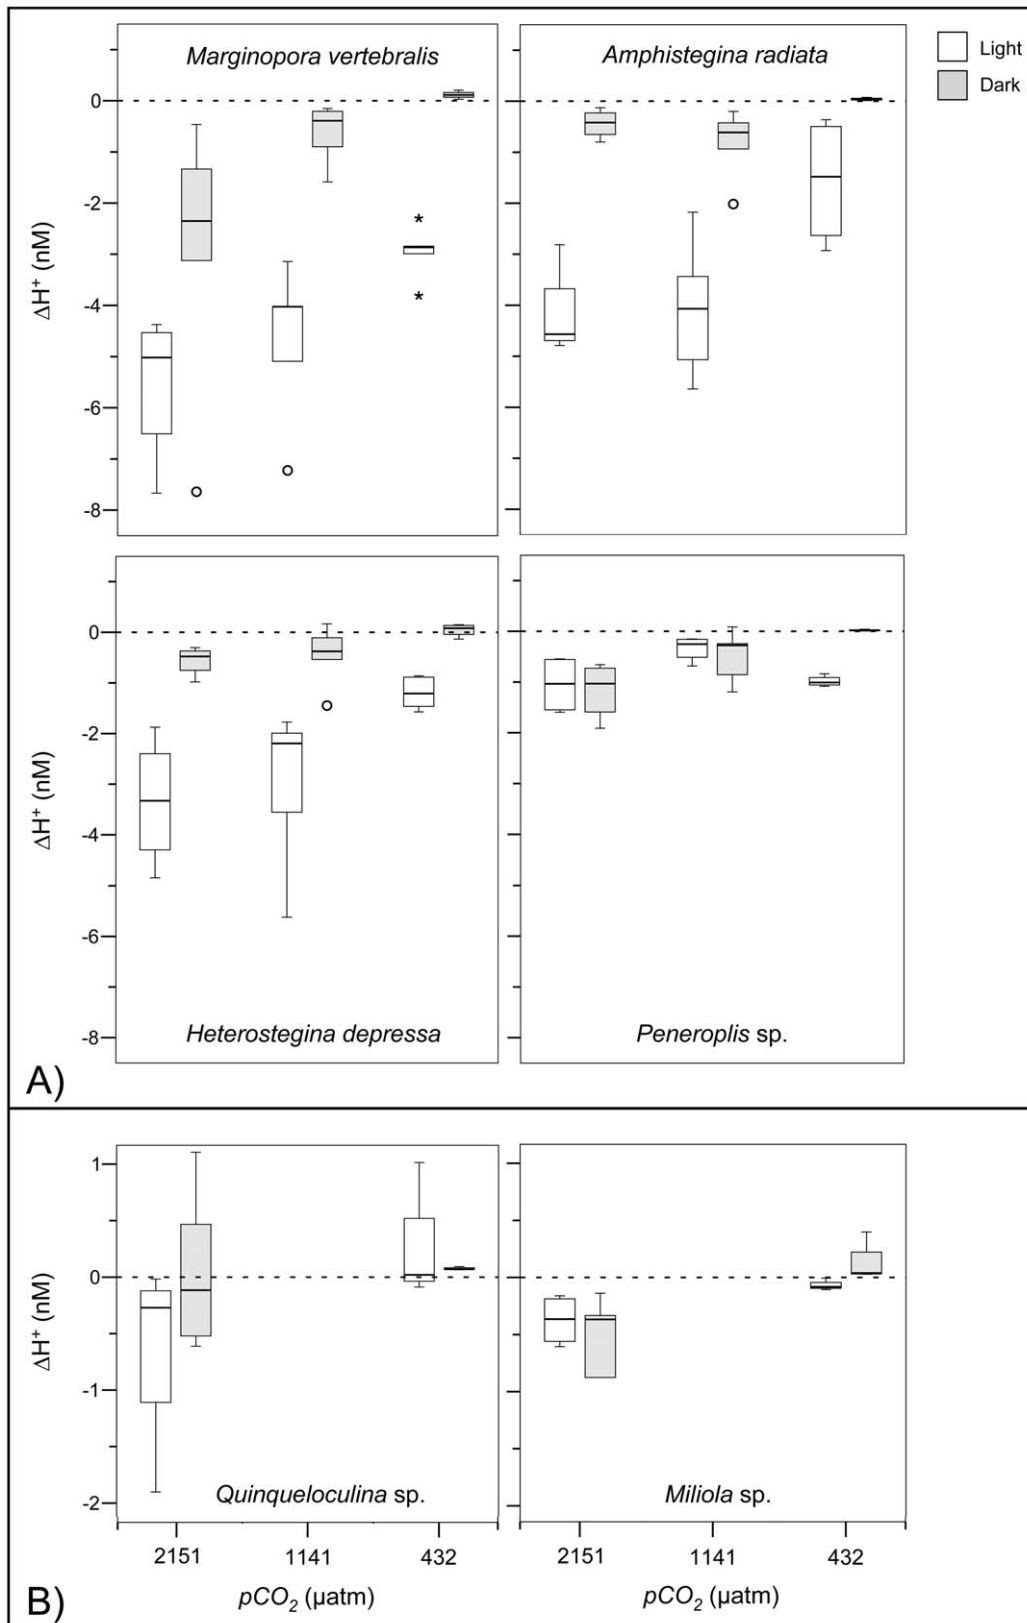 Marginopora vertebralis
Amphistegina radiata
Light
Dark
ΔH⁺ (nM)
0
-2
-4
-6
-8
ΔH⁺ (nM)
0
-2
-4
-6
-8
Heterostegina depressa
Peneroplis sp.
A)
ΔH⁺ (nM)
1
0
-1
-2
Quinqueloculina sp.
Miliola sp.
2151 1141 432 2151 1141 432
B)
pCO₂ (µatm) pCO₂ (µatm)